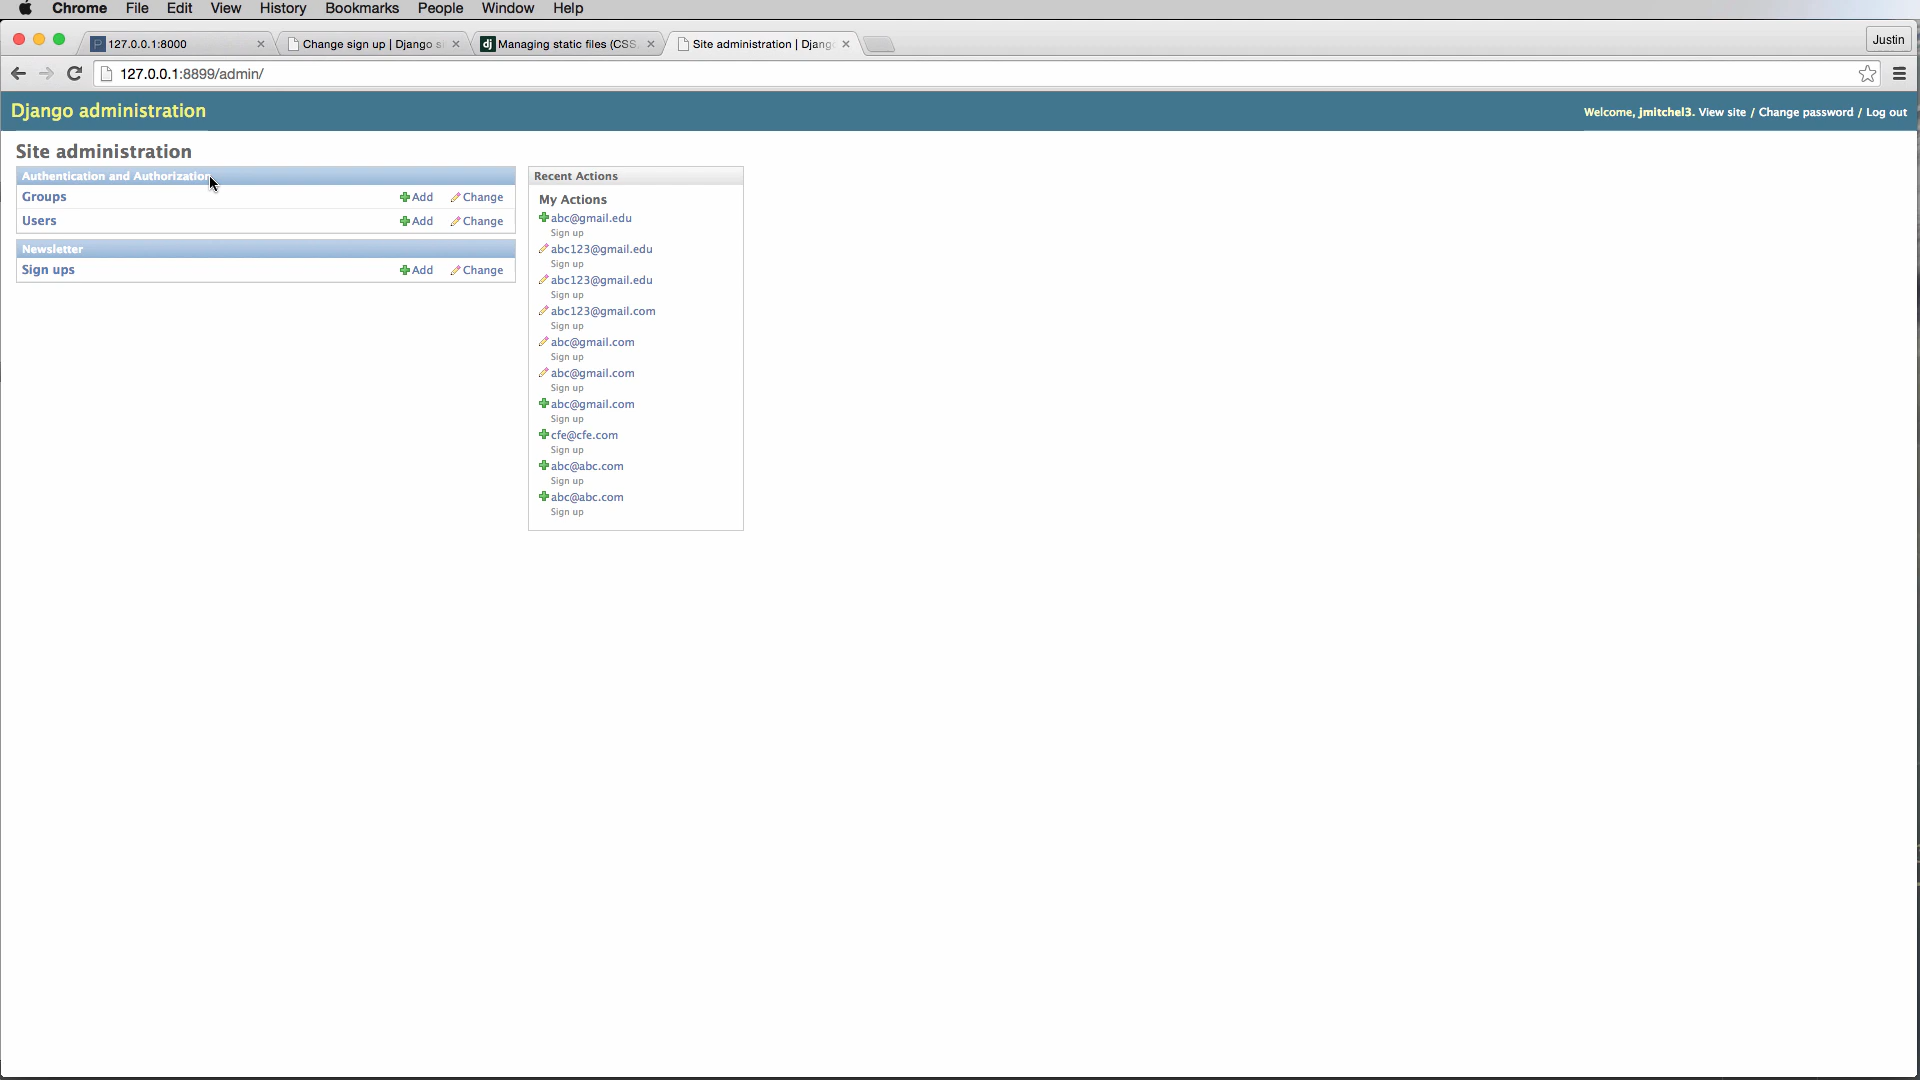 Chrome File Edit View History Bookmarks People Window Help
127.0.0.1:8000 Change sign up | Django si Managing static files (CSS, Site administration | Django Justin
127.0.0.1:8899/admin/
Django administration Welcome, jmitchel3. View site / Change password / Log out
Site administration
Authentication and Authorization
Groups Add Change
Users Add Change
Newsletter
Sign ups Add Change
Recent Actions
My Actions
abc@gmail.edu
Sign up
abc123@gmail.edu
Sign up
abc123@gmail.edu
Sign up
abc123@gmail.com
Sign up
abc@gmail.com
Sign up
abc@gmail.com
Sign up
abc@gmail.com
Sign up
cfe@cfe.com
Sign up
abc@abc.com
Sign up
abc@abc.com
Sign up